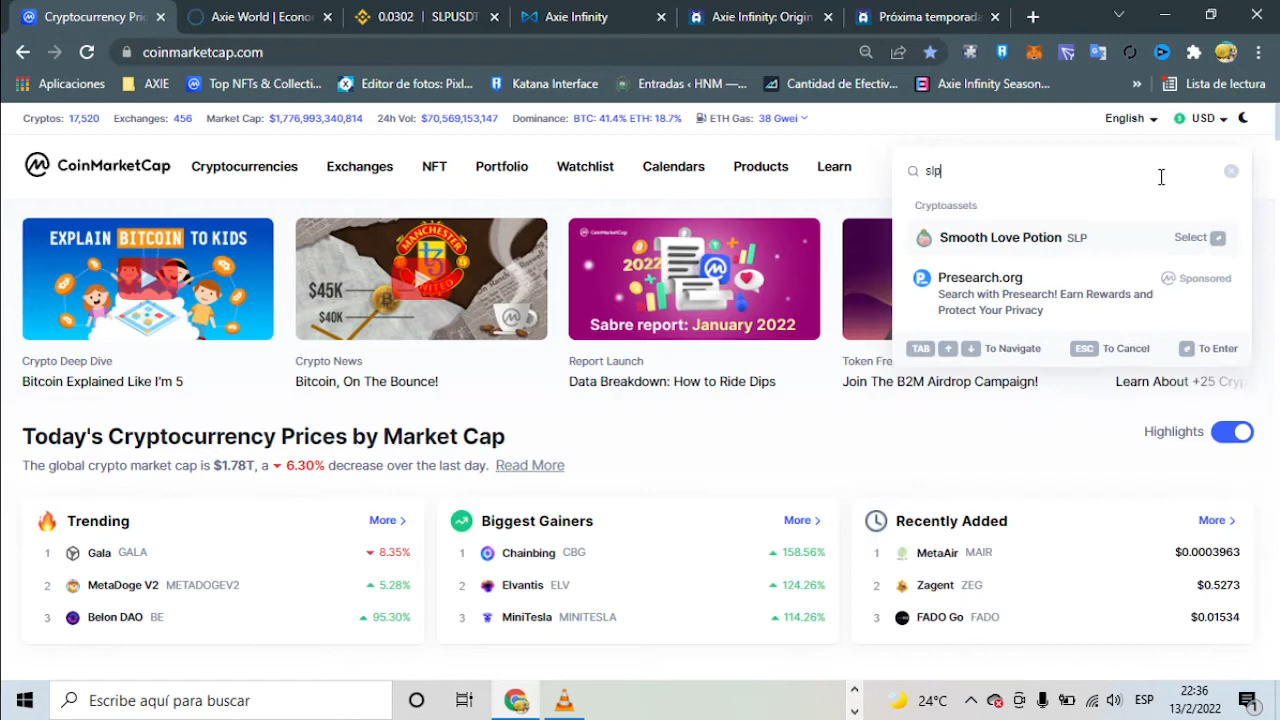 Cryptocurrency Pric
Axie World | Econo
0.0302 | SLPUSDT
Axie Infinity
Axie Infinity: Origin
Próxima temporada
coinmarketcap.com
Aplicaciones
AXIE
Top NFTs & Collecti...
Editor de fotos: Pixl...
Katana Interface
Entradas ‹ HNM —...
Cantidad de Efectiv...
Axie Infinity Season...
»
Lista de lectura
Cryptos: 17,520 Exchanges: 456 Market Cap: $1,776,993,340,814 24h Vol: $70,569,153,147 Dominance: BTC: 41.4% ETH: 18.7% ETH Gas: 38 Gwei
English
USD
CoinMarketCap
Cryptocurrencies
Exchanges
NFT
Portfolio
Watchlist
Calendars
Products
Learn
slp
Cryptoassets
Smooth Love Potion SLP
Select
Presearch.org
Sponsored
Search with Presearch! Earn Rewards and
Protect Your Privacy
TAB To Navigate
ESC To Cancel
To Enter
EXPLAIN BITCOIN TO KIDS
MANCHESTER
UNITED
$45K
$40K
CoinMarketCap
2022
Sabre report: January 2022
Crypto Deep Dive
Bitcoin Explained Like I'm 5
Crypto News
Bitcoin, On The Bounce!
Report Launch
Data Breakdown: How to Ride Dips
Token Fre
Join The B2M Airdrop Campaign!
Learn About +25 Cryp
Today's Cryptocurrency Prices by Market Cap
Highlights
The global crypto market cap is $1.78T, a 6.30% decrease over the last day. Read More
Trending
More
1 Gala GALA 8.35%
2 MetaDoge V2 METADOGEV2 5.28%
3 Belon DAO BE 95.30%
Biggest Gainers
More
1 Chainbing CBG 158.56%
2 Elvantis ELV 124.26%
3 MiniTesla MINITESLA 114.26%
Recently Added
More
1 MetaAir MAIR $0.0003963
2 Zagent ZEG $0.5273
3 FADO Go FADO $0.01534
Escribe aquí para buscar
24°C
ESP
22:36
13/2/2022
1